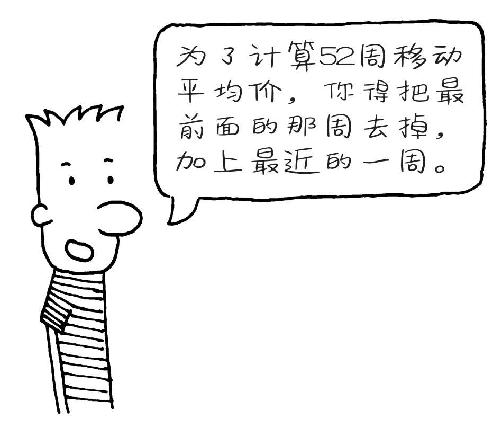 为了计算52周移动
平均价，你得把最
前面的那周去掉，
加上最近的一周。